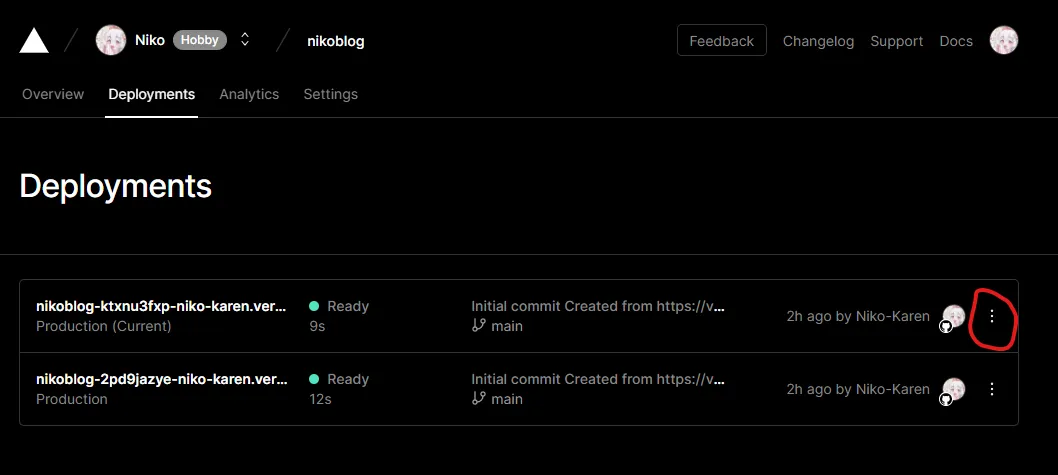 Niko Hobby nikoblog Feedback Changelog Support Docs
Overview Deployments Analytics Settings
Deployments
nikoblog-ktxnu3fxp-niko-karen.ver... Ready Initial commit Created from https://v... 2h ago by Niko-Karen
Production (Current) 9s main
nikoblog-2pd9jazye-niko-karen.ver... Ready Initial commit Created from https://v... 2h ago by Niko-Karen
Production 12s main